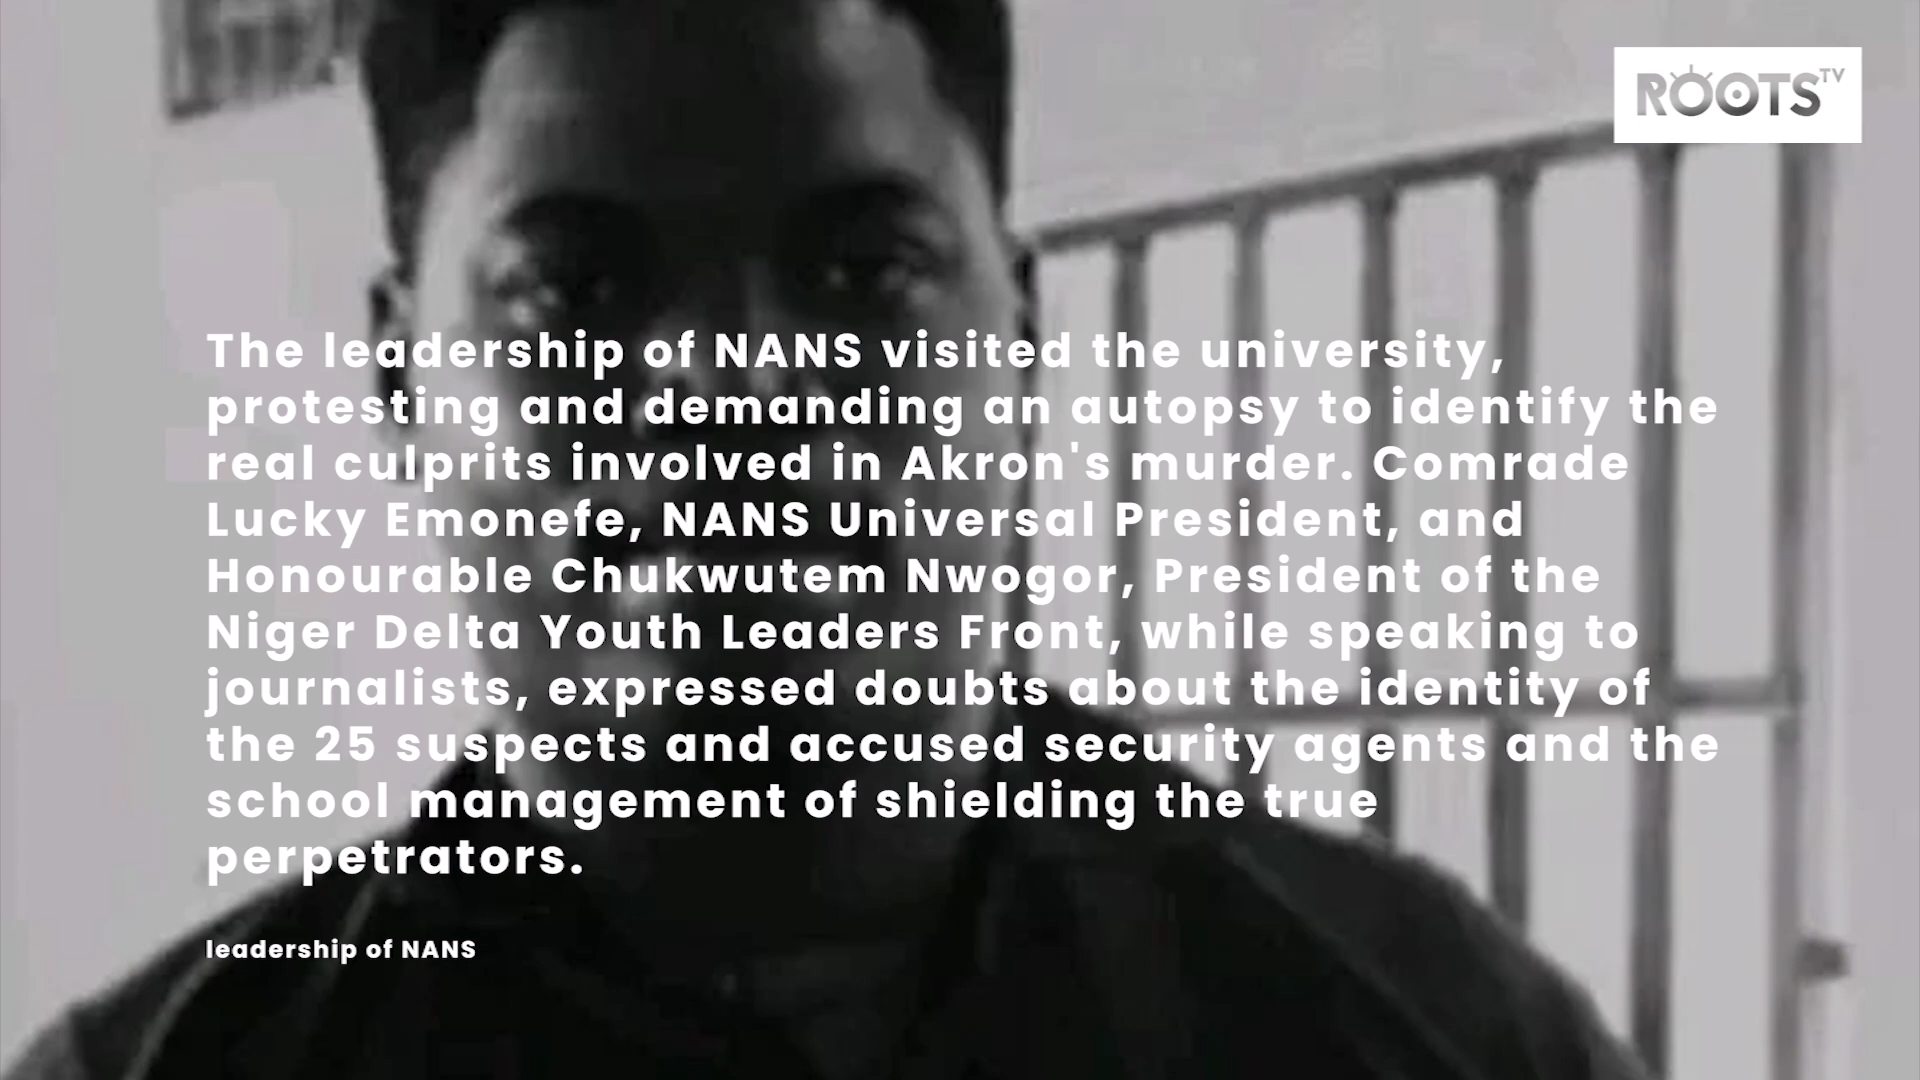 ROOTS TV
The leadership of NANS visited the university,
protesting and demanding an autopsy to identify the
real culprits involved in Akron's murder. Comrade
Lucky Emonefe, NANS Universal President, and
Honourable Chukwutem Nwogor, President of the
Niger Delta Youth Leaders Front, while speaking to
journalists, expressed doubts about the identity of
the 25 suspects and accused security agents and the
school management of shielding the true
perpetrators.
leadership of NANS